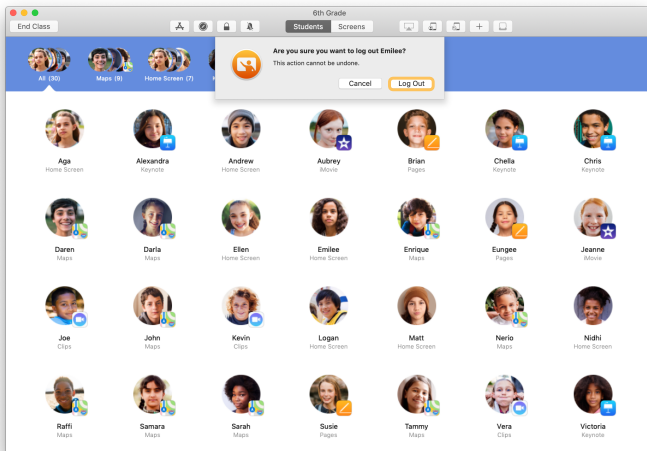 6th Grade
End Class
Students
Screens
All (30)
Maps (9)
Home Screen (7)
Are you sure you want to log out Emilee?
This action cannot be undone.
Cancel
Log Out
Aga
Alexandra
Andrew
Aubrey
Brian
Chella
Chris
Home Screen
Keynote
Home Screen
iMovie
Pages
Keynote
Keynote
Daren
Darla
Ellen
Emilee
Enrique
Eungee
Jeanne
Maps
Maps
Home Screen
Home Screen
Maps
Pages
iMovie
Joe
John
Kevin
Logan
Matt
Nerio
Nidhi
Clips
Maps
Clips
Home Screen
Home Screen
Maps
Home Screen
Raffi
Samara
Sarah
Susie
Tammy
Vera
Victoria
Maps
Maps
Maps
Pages
Maps
Clips
Keynote